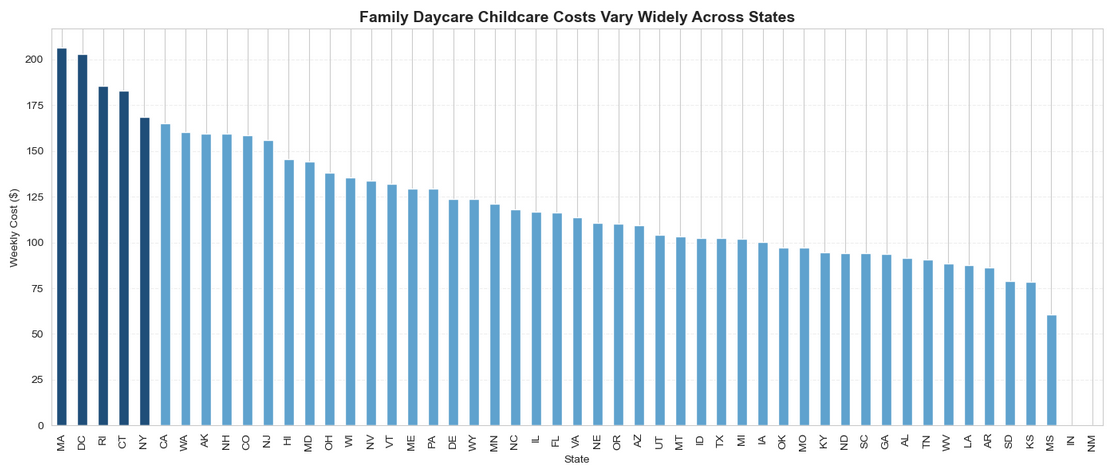 Family Daycare Childcare Costs Vary Widely Across States
Weekly Cost ($)
200
175
150
125
100
75
50
25
0
MA DC RI CT NY CA WA AK NH CO NJ HI MD OH WI NV VT ME PA DE WY MN NC IL FL VA NE OR AZ UT MT ID TX MI IA OK MO KY ND SC GA AL TN WV LA AR SD KS MS IN NM
State